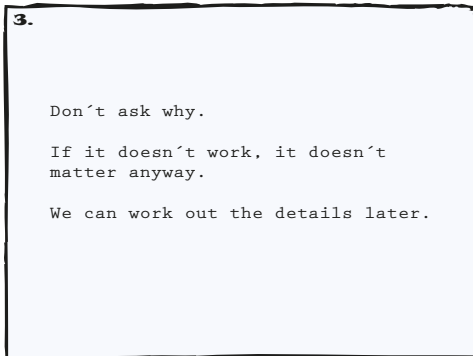 3.
Don´t ask why.
If it doesn´t work, it doesn´t
matter anyway.
We can work out the details later.